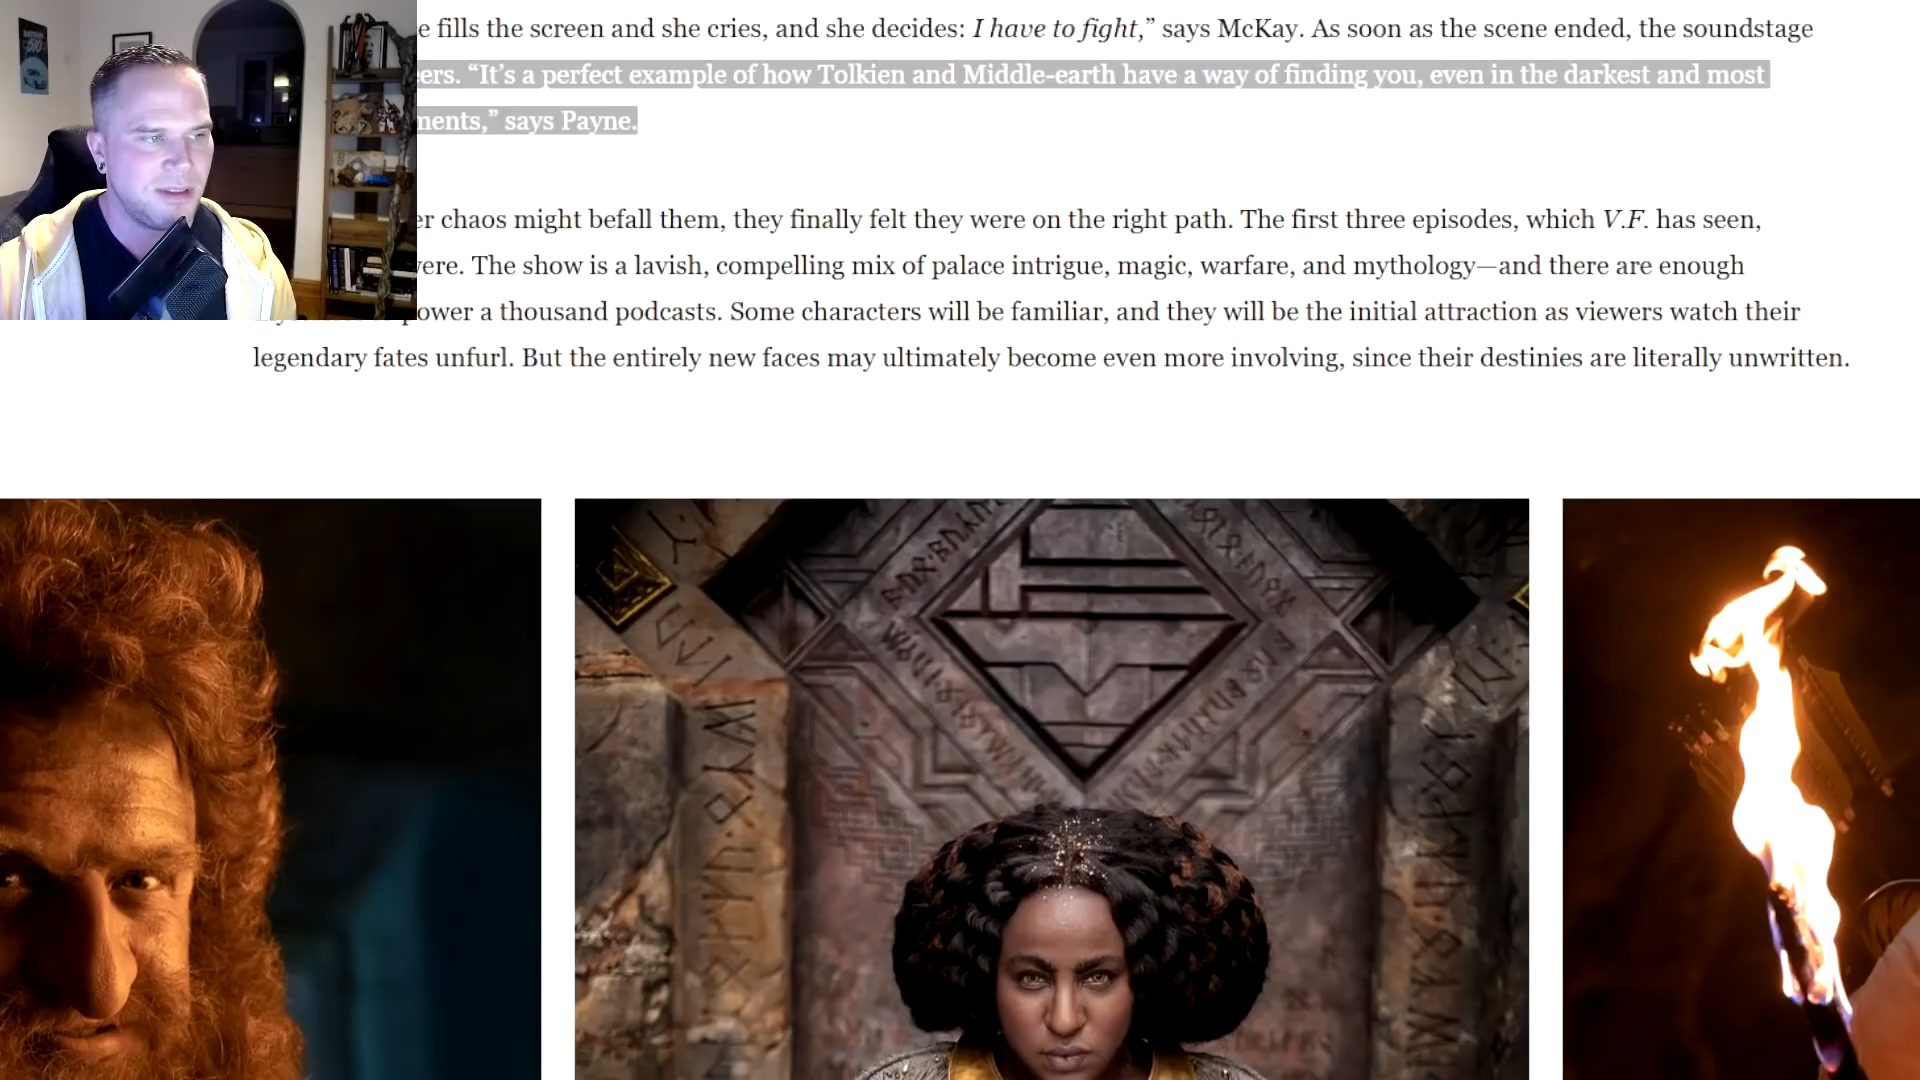 e fills the screen and she cries, and she decides: I have to fight,” says McKay. As soon as the scene ended, the soundstage
ers. “It’s a perfect example of how Tolkien and Middle-earth have a way of finding you, even in the darkest and most
ments,” says Payne.
er chaos might befall them, they finally felt they were on the right path. The first three episodes, which V.F. has seen,
were. The show is a lavish, compelling mix of palace intrigue, magic, warfare, and mythology—and there are enough
power a thousand podcasts. Some characters will be familiar, and they will be the initial attraction as viewers watch their
legendary fates unfurl. But the entirely new faces may ultimately become even more involving, since their destinies are literally unwritten.